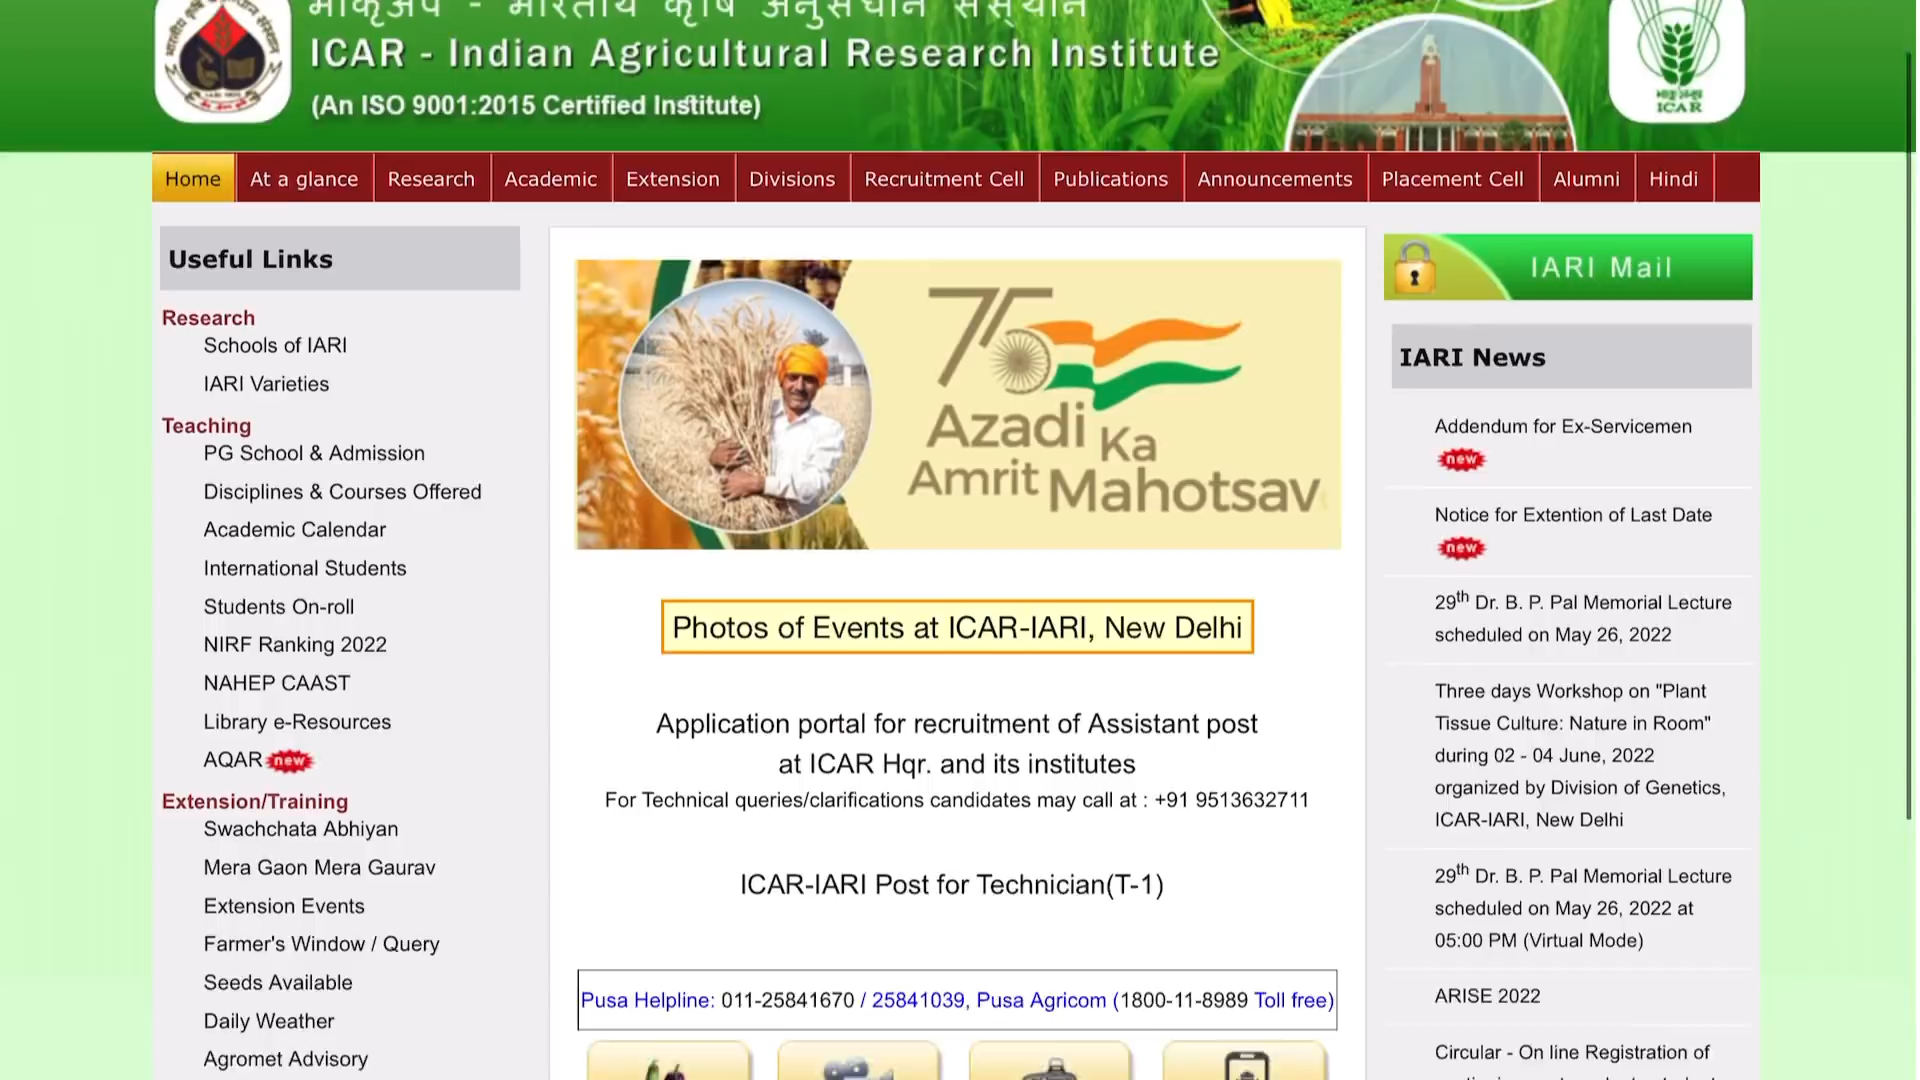 भाकृअप - भारतीय कृषि अनुसंधान संस्थान
ICAR - Indian Agricultural Research Institute
(An ISO 9001:2015 Certified Institute)
ICAR
Home At a glance Research Academic Extension Divisions Recruitment Cell Publications Announcements Placement Cell Alumni Hindi
Useful Links
Research
Schools of IARI
IARI Varieties
Teaching
PG School & Admission
Disciplines & Courses Offered
Academic Calendar
International Students
Students On-roll
NIRF Ranking 2022
NAHEP CAAST
Library e-Resources
AQAR new
Extension/Training
Swachchata Abhiyan
Mera Gaon Mera Gaurav
Extension Events
Farmer's Window / Query
Seeds Available
Daily Weather
Agromet Advisory
75
Azadi Ka
Amrit Mahotsav
Photos of Events at ICAR-IARI, New Delhi
Application portal for recruitment of Assistant post
at ICAR Hqr. and its institutes
For Technical queries/clarifications candidates may call at : +91 9513632711
ICAR-IARI Post for Technician(T-1)
Pusa Helpline: 011-25841670 / 25841039, Pusa Agricom (1800-11-8989 Toll free)
IARI Mail
IARI News
Addendum for Ex-Servicemen
new
Notice for Extention of Last Date
new
29th Dr. B. P. Pal Memorial Lecture
scheduled on May 26, 2022
Three days Workshop on "Plant
Tissue Culture: Nature in Room"
during 02 - 04 June, 2022
organized by Division of Genetics,
ICAR-IARI, New Delhi
29th Dr. B. P. Pal Memorial Lecture
scheduled on May 26, 2022 at
05:00 PM (Virtual Mode)
ARISE 2022
Circular - On line Registration of